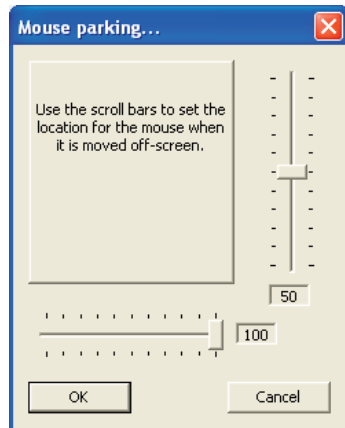 Mouse parking...
Use the scroll bars to set the
location for the mouse when
it is moved off-screen.
50
100
OK
Cancel